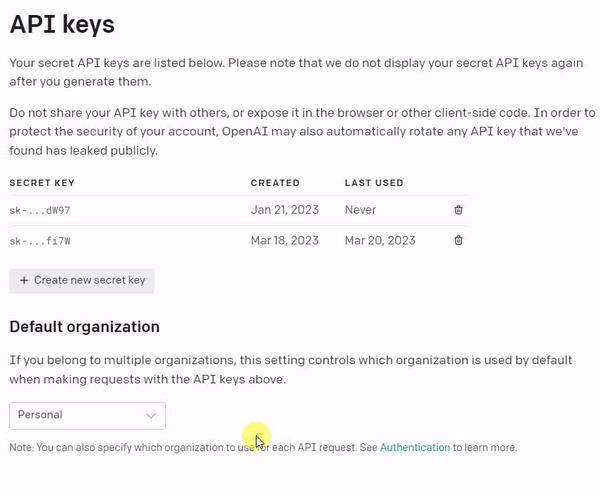 API keys
Your secret API keys are listed below. Please note that we do not display your secret API keys again
after you generate them.
Do not share your API key with others, or expose it in the browser or other client-side code. In order to
protect the security of your account, OpenAI may also automatically rotate any API key that we've
found has leaked publicly.
SECRET KEY CREATED LAST USED
sk-...dW97 Jan 21, 2023 Never
sk-...fi7W Mar 18, 2023 Mar 20, 2023
+ Create new secret key
Default organization
If you belong to multiple organizations, this setting controls which organization is used by default
when making requests with the API keys above.
Personal
Note: You can also specify which organization to use for each API request. See Authentication to learn more.